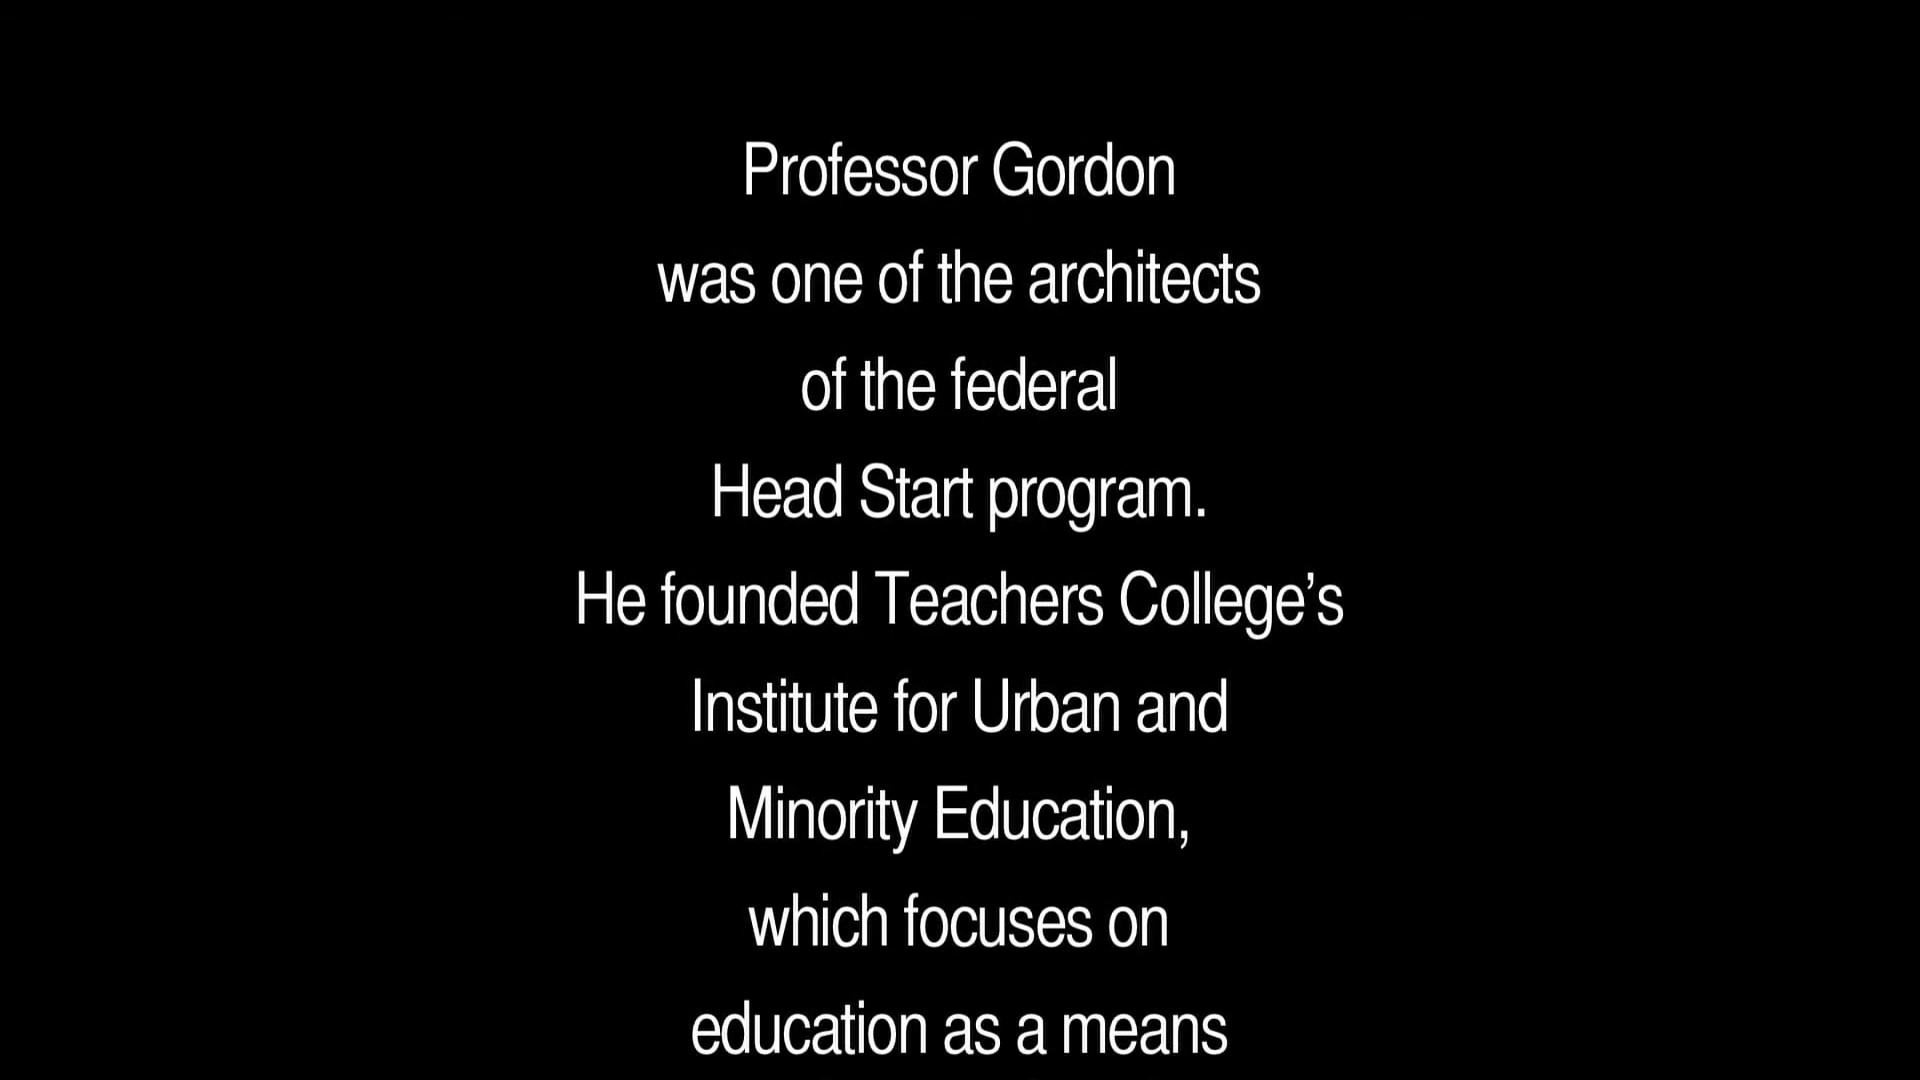 Professor Gordon
was one of the architects
of the federal
Head Start program.
He founded Teachers College’s
Institute for Urban and
Minority Education,
which focuses on
education as a means